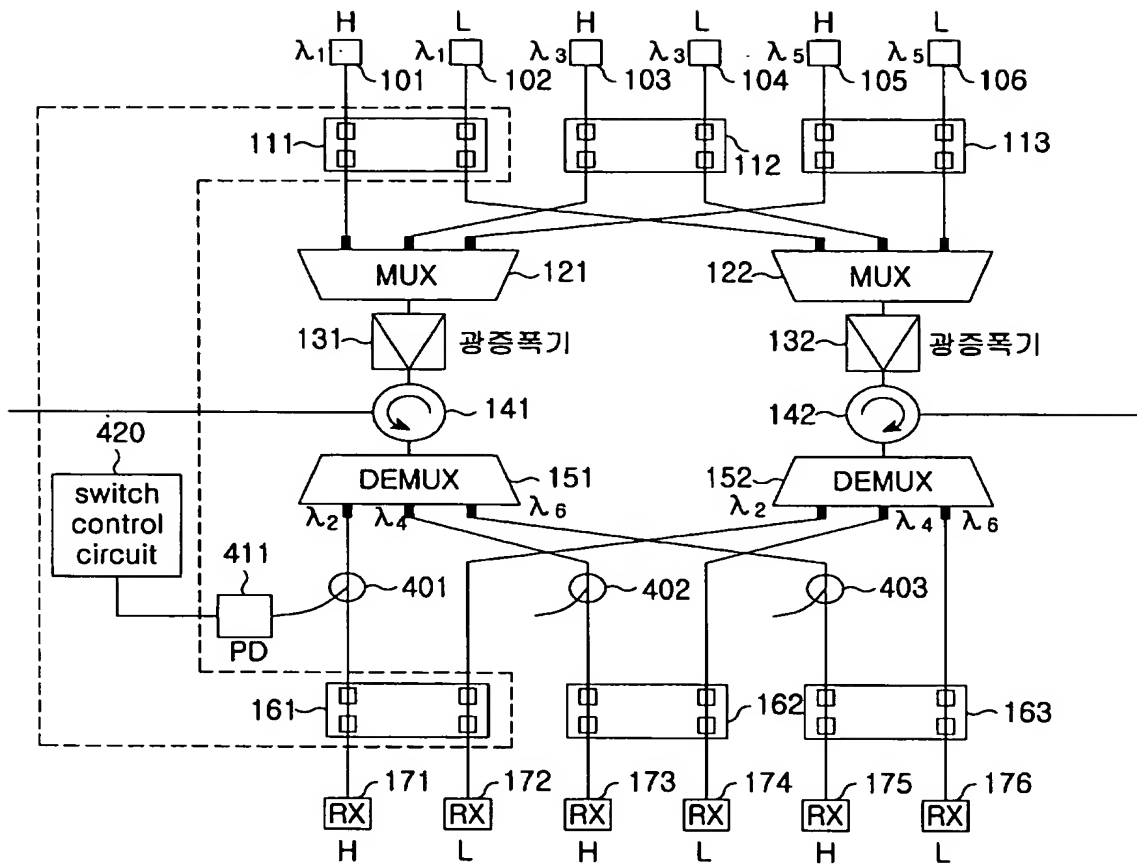 H L H L H L
λ1 λ1 λ3 λ3 λ5 λ5
101 102 103 104 105 106
111 112 113
MUX 121 122 MUX
131 광증폭기 132 광증폭기
141 142
420
switch
control
circuit
DEMUX 151 152 DEMUX
λ2 λ4 λ6 λ2 λ4 λ6
411
PD
401 402 403
161 162 163
171 172 173 174 175 176
RX RX RX RX RX RX
H L H L H L